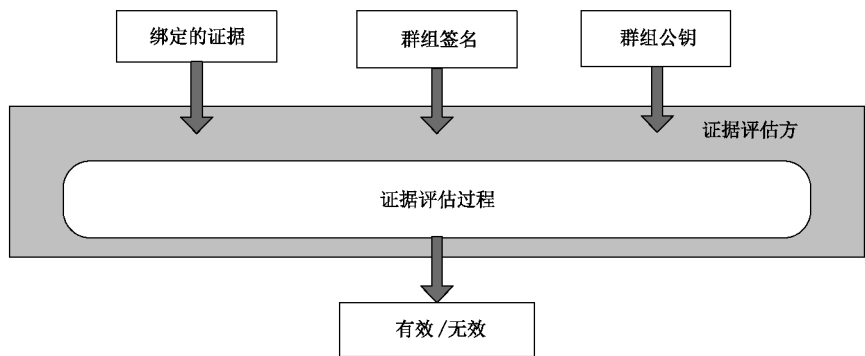 绑定的证据
群组签名
群组公钥
证据评估方
证据评估过程
有效/无效